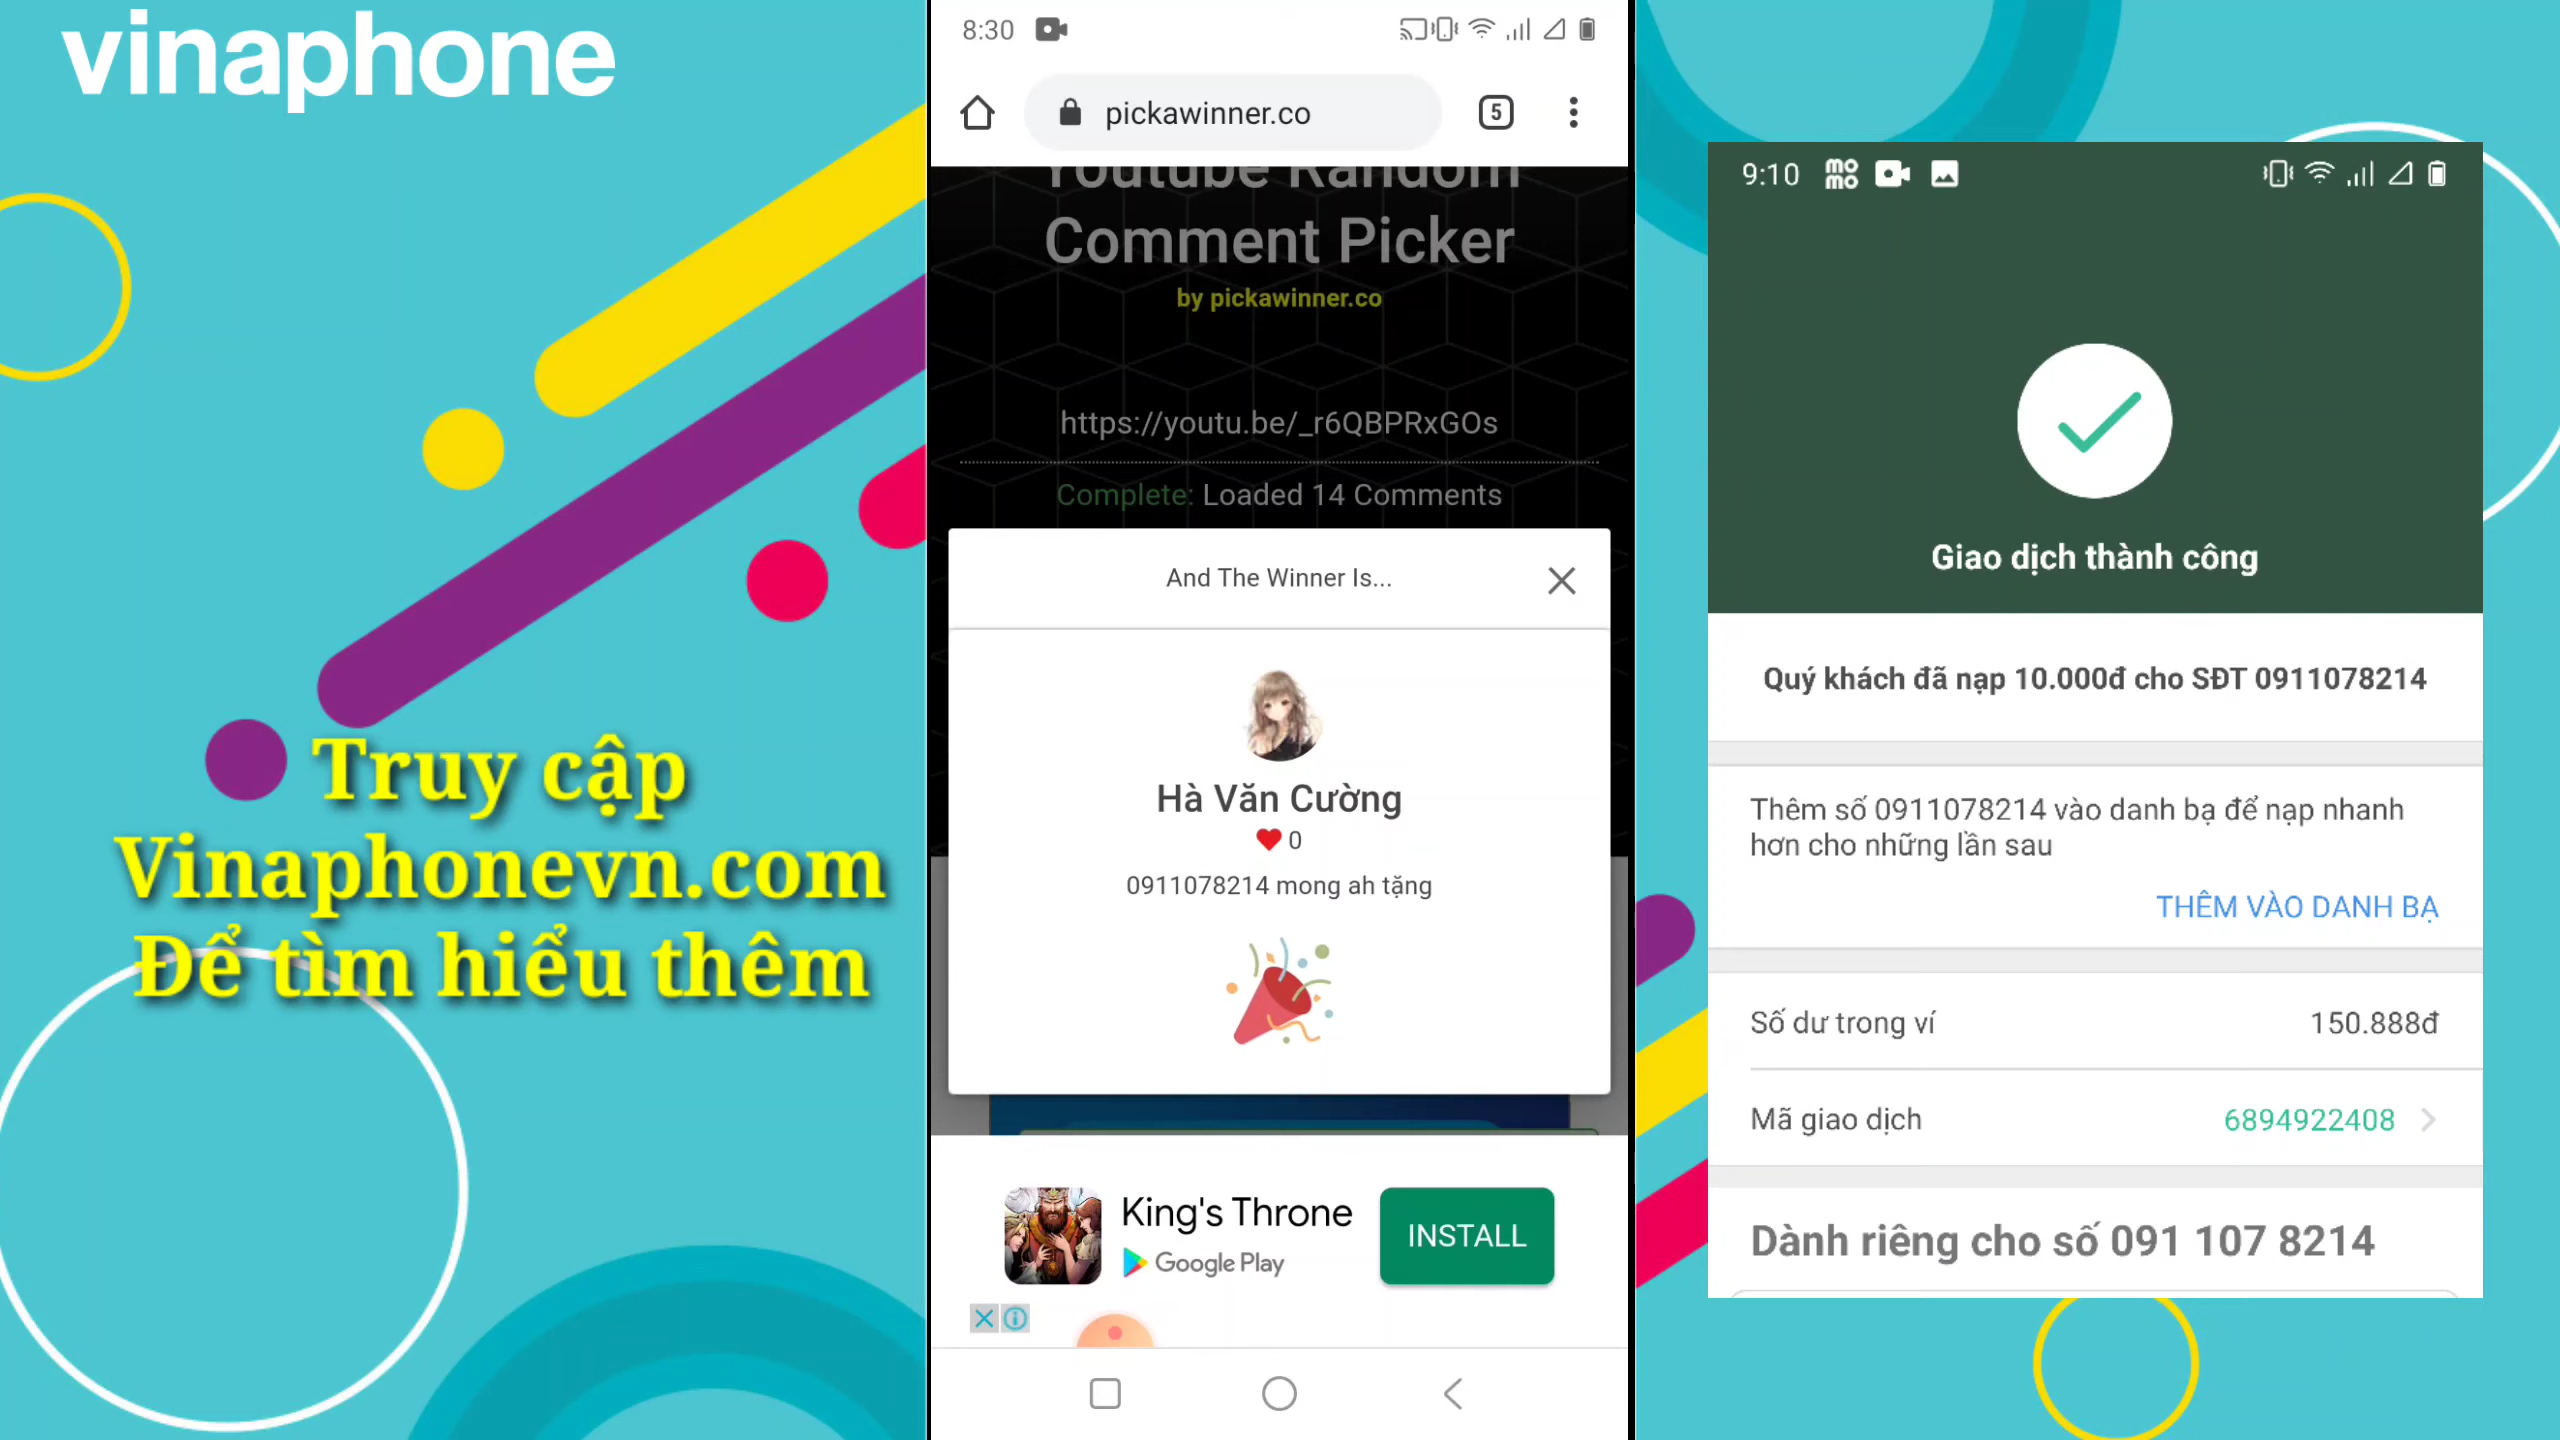 vinaphone
Truy cập
Vinaphonevn.com
Để tìm hiểu thêm
8:30
pickawinner.co
5
Youtube Random
Comment Picker
by pickawinner.co
https://youtu.be/_r6QBPRxGOs
Complete: Loaded 14 Comments
And The Winner Is...
Hà Văn Cường
0
0911078214 mong ah tặng
King's Throne
Google Play
INSTALL
9:10
mo
mo
Giao dịch thành công
Quý khách đã nạp 10.000đ cho SĐT 0911078214
Thêm số 0911078214 vào danh bạ để nạp nhanh
hơn cho những lần sau
THÊM VÀO DANH BẠ
Số dư trong ví 150.888đ
Mã giao dịch 6894922408
Dành riêng cho số 091 107 8214